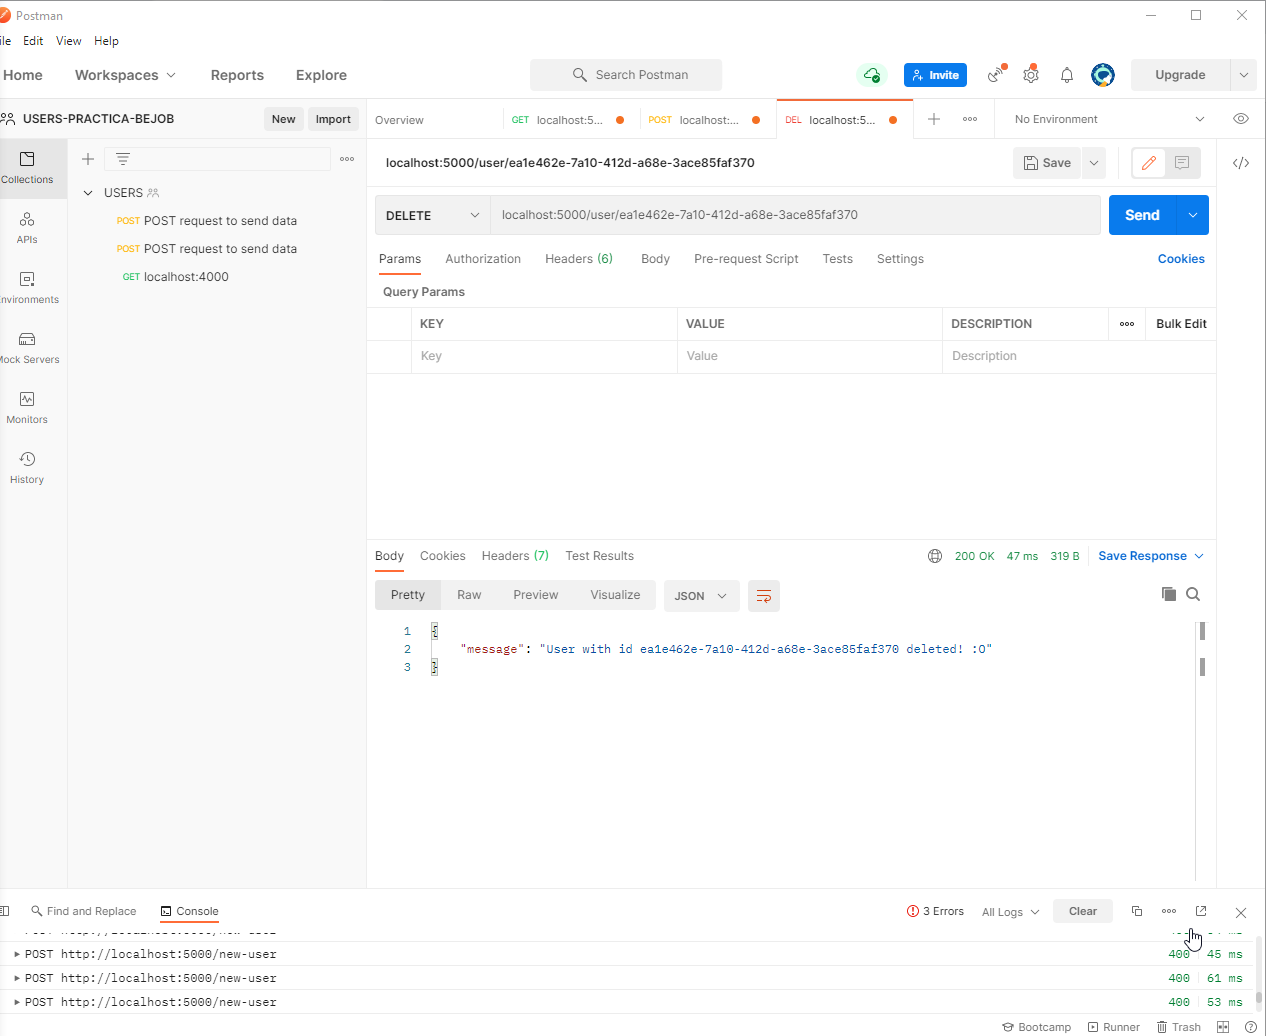 Postman
ile Edit View Help
Home Workspaces Reports Explore Search Postman Invite Upgrade
USERS-PRACTICA-BEJOB New Import Overview GET localhost:5... POST localhost:... DEL localhost:5... No Environment
localhost:5000/user/ea1e462e-7a10-412d-a68e-3ace85faf370 Save
Collections
USERS
POST POST request to send data
POST POST request to send data
GET localhost:4000
APIs
nvironments
Mock Servers
Monitors
History
DELETE localhost:5000/user/ea1e462e-7a10-412d-a68e-3ace85faf370 Send
Params Authorization Headers (6) Body Pre-request Script Tests Settings Cookies
Query Params
KEY VALUE DESCRIPTION Bulk Edit
Key Value Description
Body Cookies Headers (7) Test Results 200 OK 47 ms 319 B Save Response
Pretty Raw Preview Visualize JSON
1 {
2 "message": "User with id ea1e462e-7a10-412d-a68e-3ace85faf370 deleted! :O"
3 }
Find and Replace Console 3 Errors All Logs Clear
POST http://localhost:5000/new-user 400 45 ms
POST http://localhost:5000/new-user 400 61 ms
POST http://localhost:5000/new-user 400 53 ms
Bootcamp Runner Trash